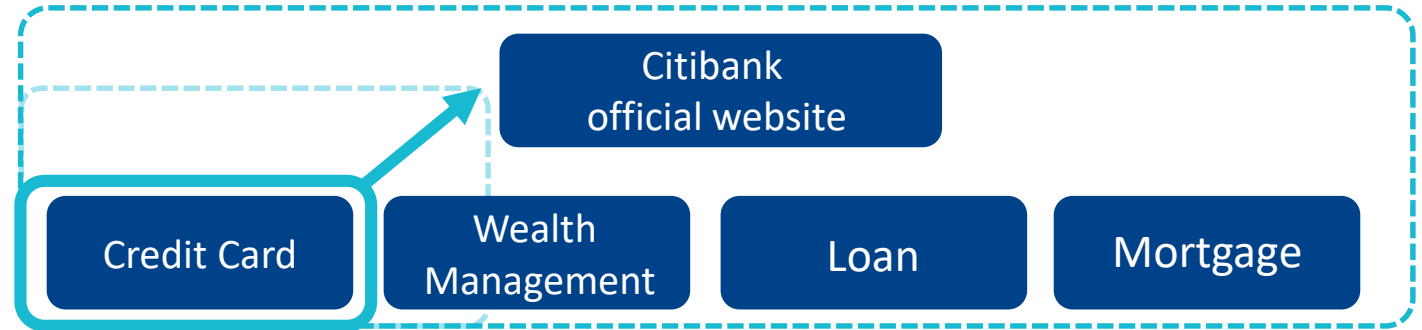 Citibank
official website
Credit Card
Wealth
Management
Loan
Mortgage